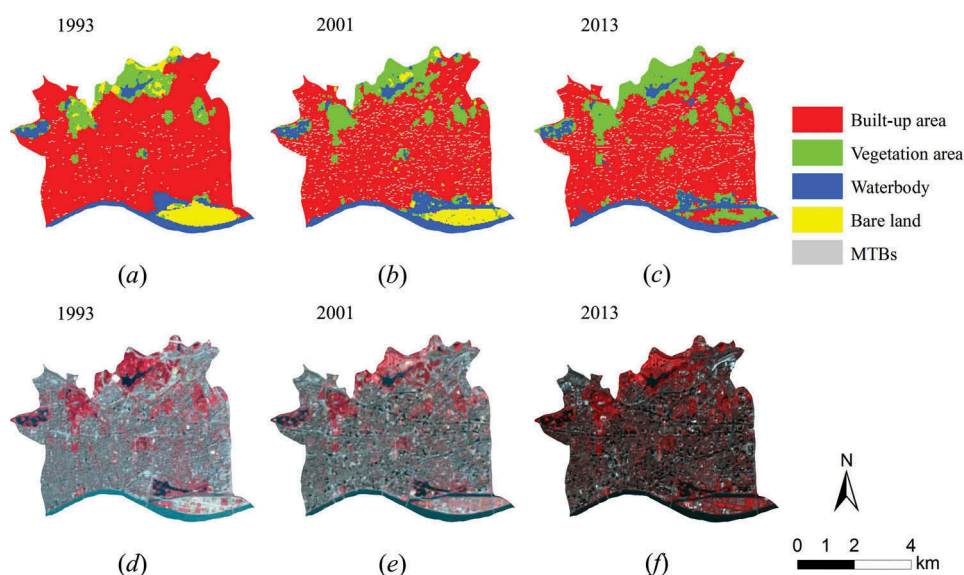 1993
2001
2013
Built-up area
Vegetation area
Waterbody
Bare land
MTBs
(a)
(b)
(c)
1993
2001
2013
(d)
(e)
(f)
N
0 1 2 4
km